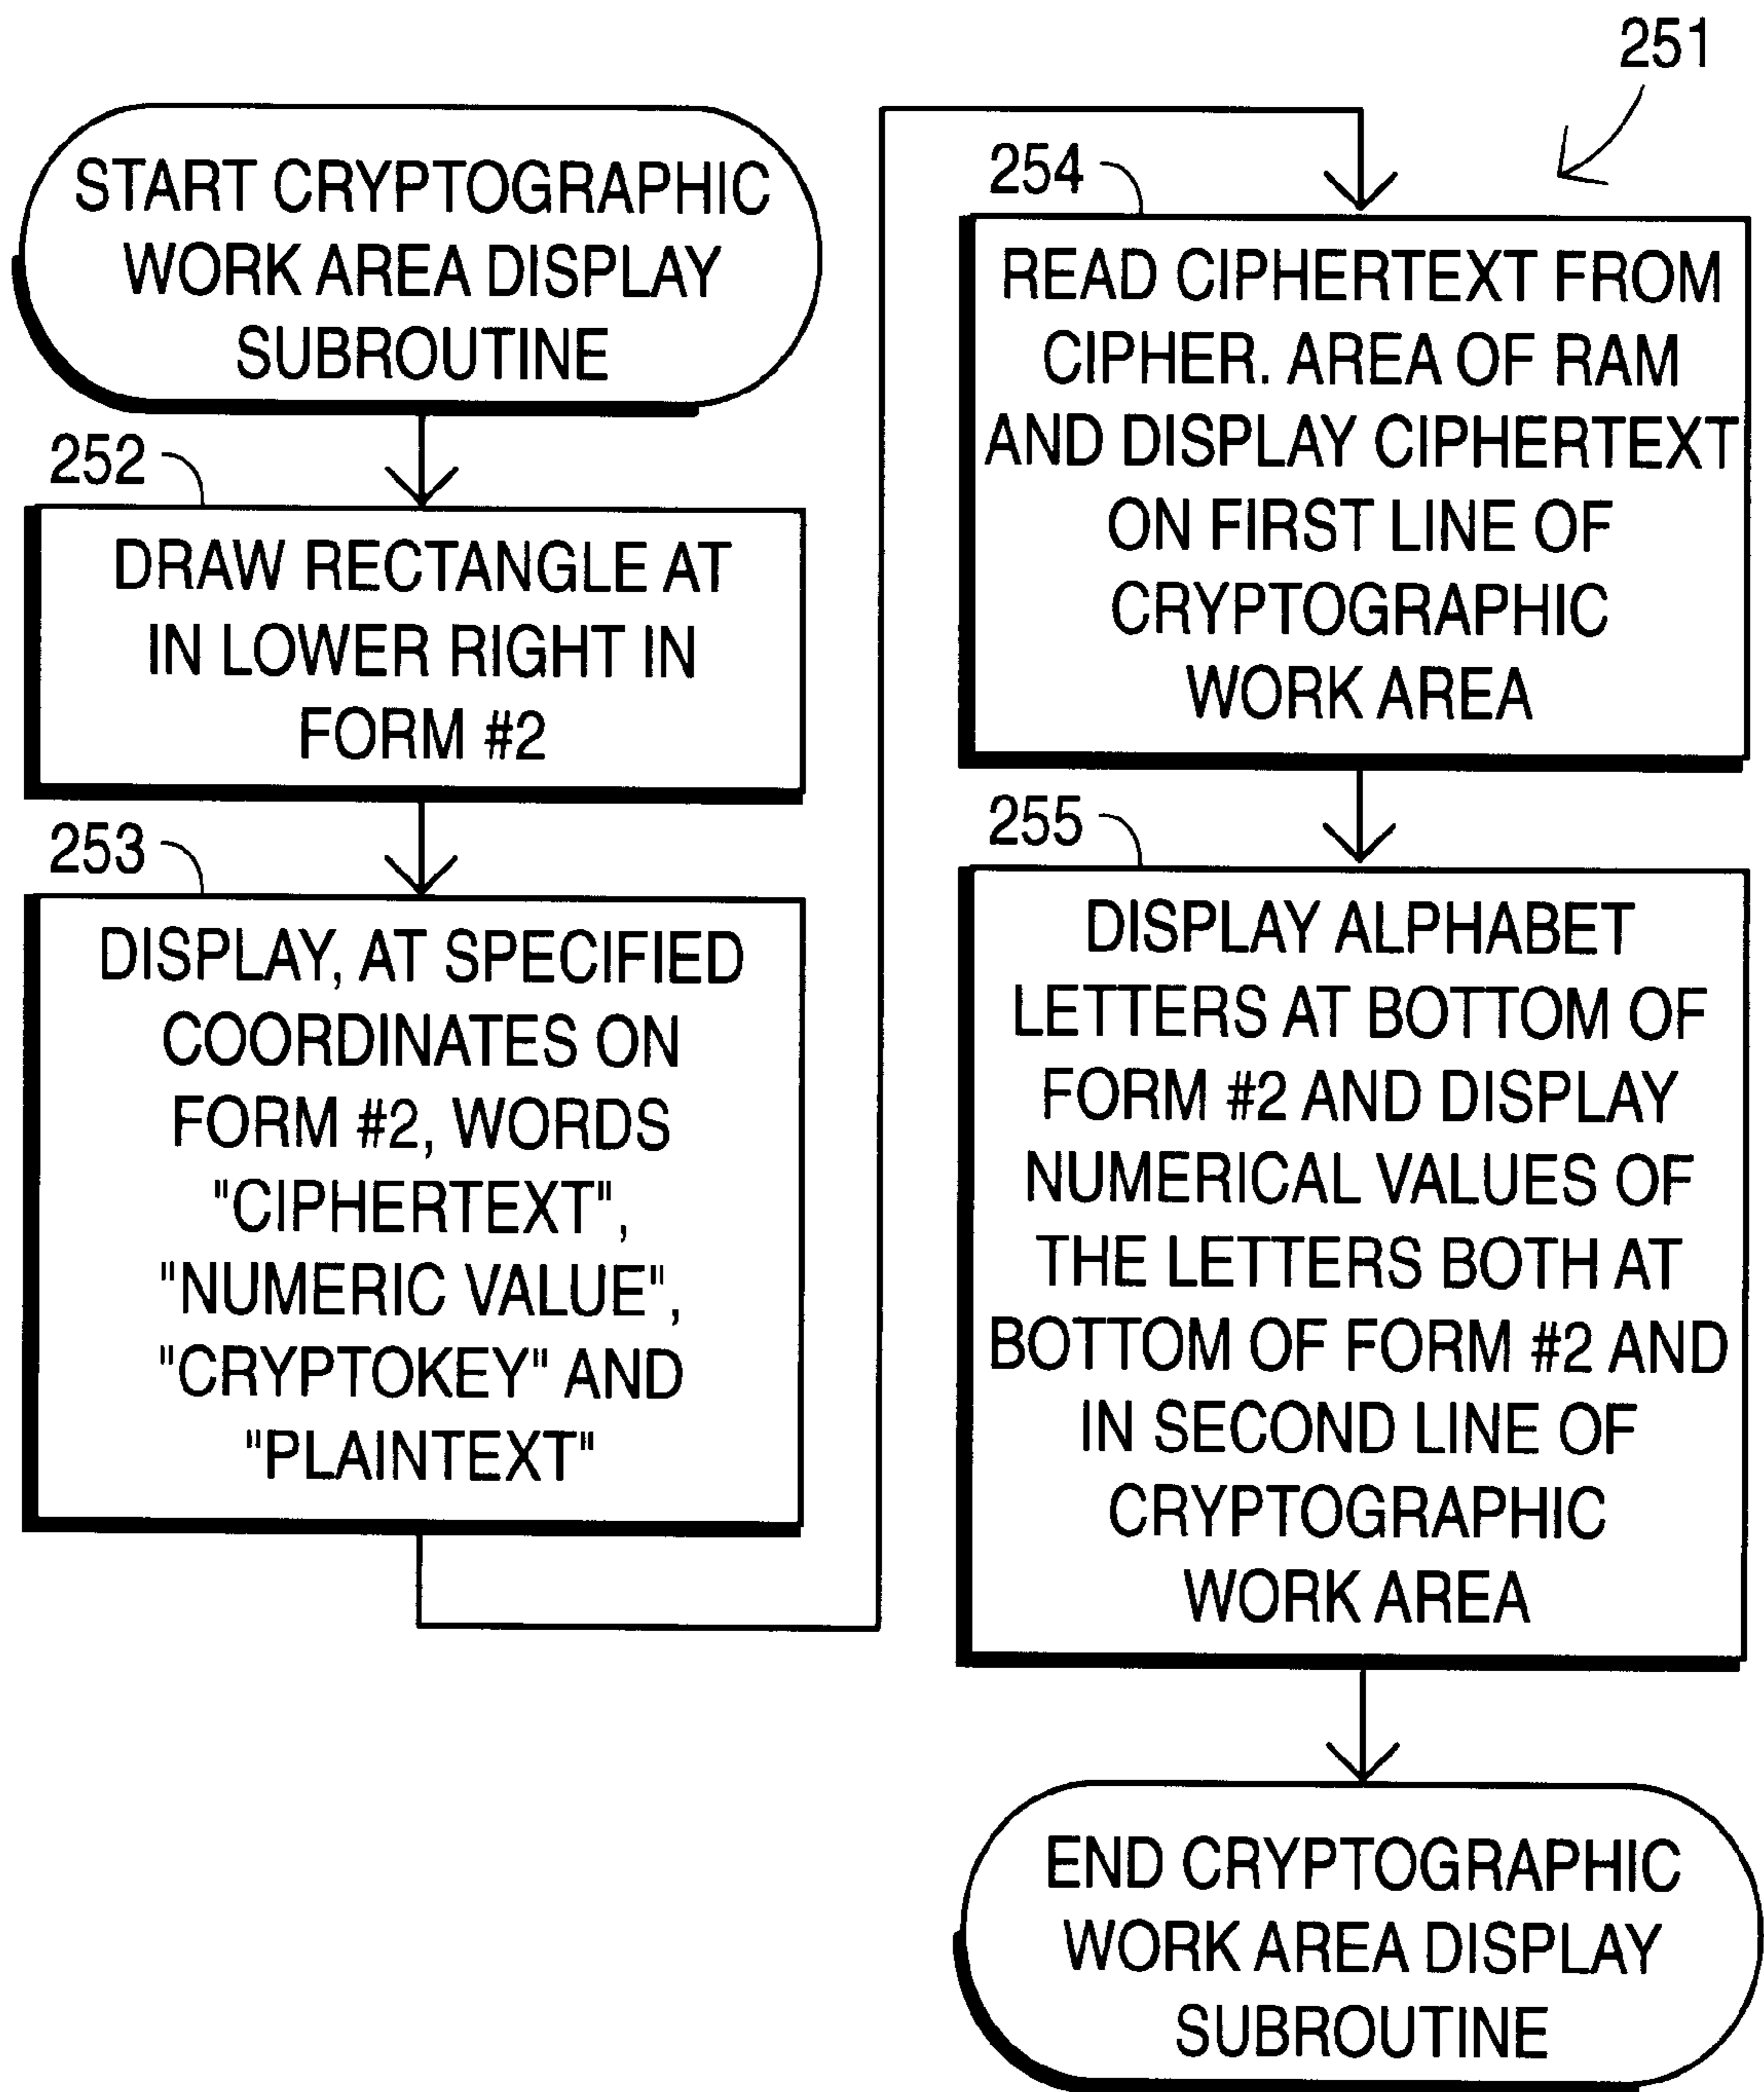 251
START CRYPTOGRAPHIC
WORK AREA DISPLAY
SUBROUTINE
252
DRAW RECTANGLE AT
IN LOWER RIGHT IN
FORM #2
253
DISPLAY, AT SPECIFIED
COORDINATES ON
FORM #2, WORDS
"CIPHERTEXT",
"NUMERIC VALUE",
"CRYPTOKEY" AND
"PLAINTEXT"
254
READ CIPHERTEXT FROM
CIPHER. AREA OF RAM
AND DISPLAY CIPHERTEXT
ON FIRST LINE OF
CRYPTOGRAPHIC
WORK AREA
255
DISPLAY ALPHABET
LETTERS AT BOTTOM OF
FORM #2 AND DISPLAY
NUMERICAL VALUES OF
THE LETTERS BOTH AT
BOTTOM OF FORM #2 AND
IN SECOND LINE OF
CRYPTOGRAPHIC
WORK AREA
END CRYPTOGRAPHIC
WORK AREA DISPLAY
SUBROUTINE